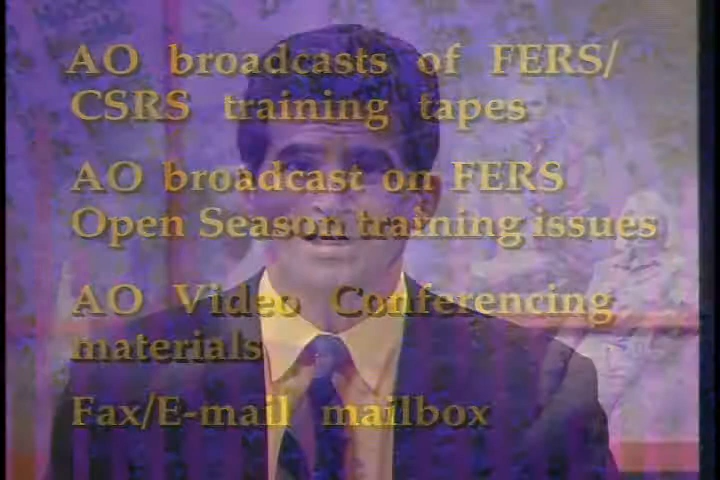 AO broadcasts of FERS/
CSRS training tapes
AO broadcast on FERS
Open Season training issues
AO Video Conferencing
materials
Fax/E-mail mailbox